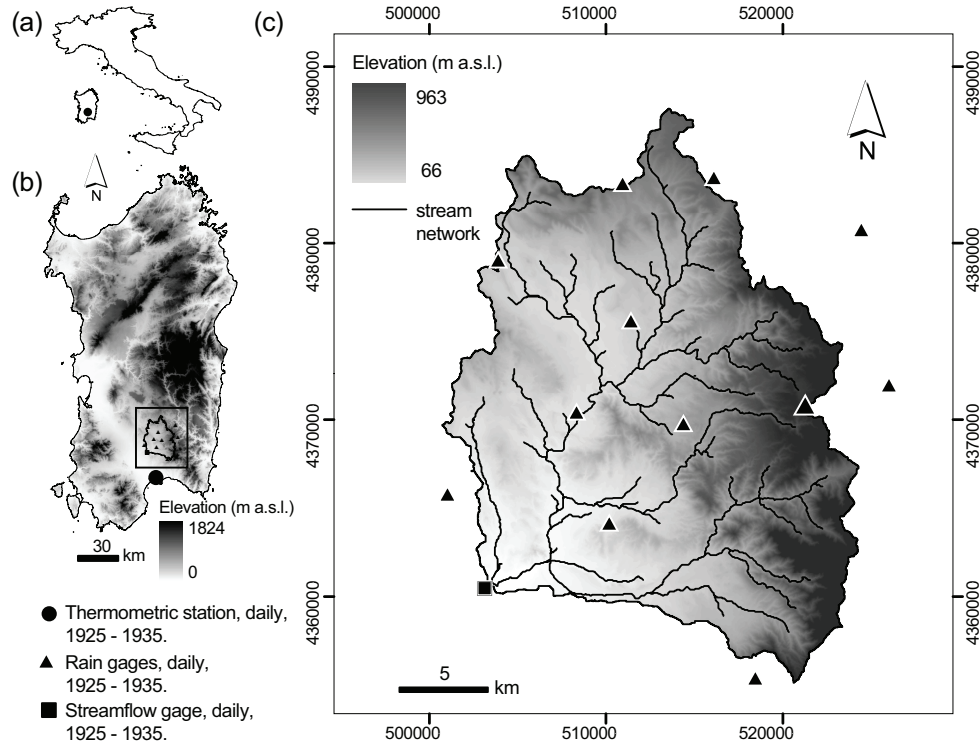 (a)
(b)
N
Elevation (m a.s.l.)
1824
0
30
km
Thermometric station, daily,
1925 - 1935.
Rain gages, daily,
1925 - 1935.
Streamflow gage, daily,
1925 - 1935.
(c)
500000
510000
520000
4390000
4380000
4370000
4360000
Elevation (m a.s.l.)
963
66
stream
network
N
5
km
4390000
4380000
4370000
4360000
500000
510000
520000